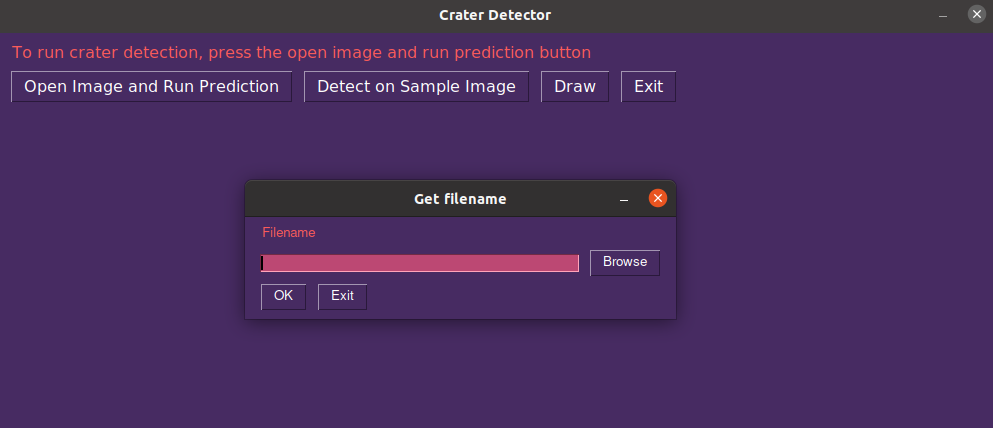 Crater Detector
To run crater detection, press the open image and run prediction button
Open Image and Run Prediction Detect on Sample Image Draw Exit
Get filename
Filename
Browse
OK Exit